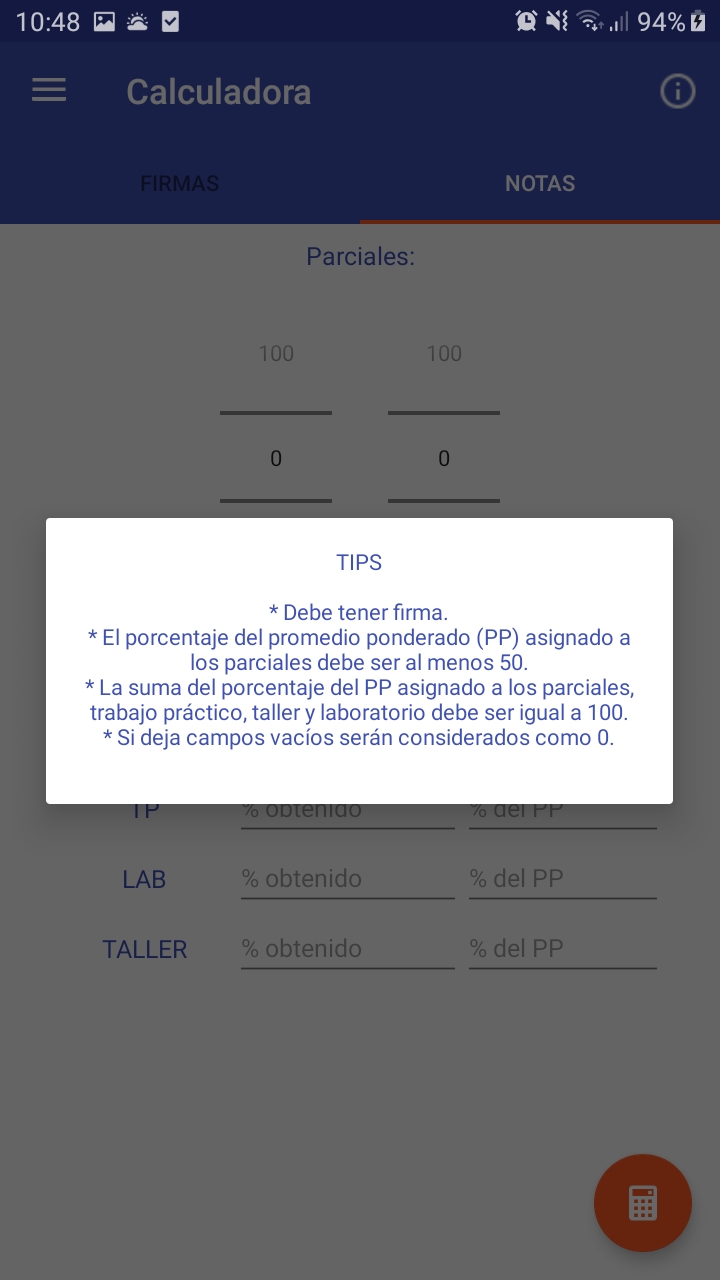 10:48
94%
Calculadora
FIRMAS
NOTAS
Parciales:
100 100
0 0
TIPS
* Debe tener firma.
* El porcentaje del promedio ponderado (PP) asignado a
los parciales debe ser al menos 50.
* La suma del porcentaje del PP asignado a los parciales,
trabajo práctico, taller y laboratorio debe ser igual a 100.
* Si deja campos vacíos serán considerados como 0.
TP % obtenido % del PP
LAB % obtenido % del PP
TALLER % obtenido % del PP